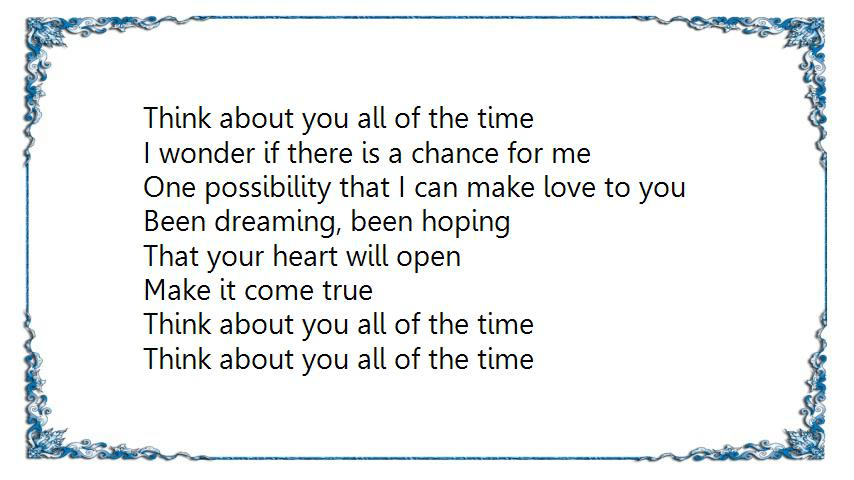 Think about you all of the time
I wonder if there is a chance for me
One possibility that I can make love to you
Been dreaming, been hoping
That your heart will open
Make it come true
Think about you all of the time
Think about you all of the time